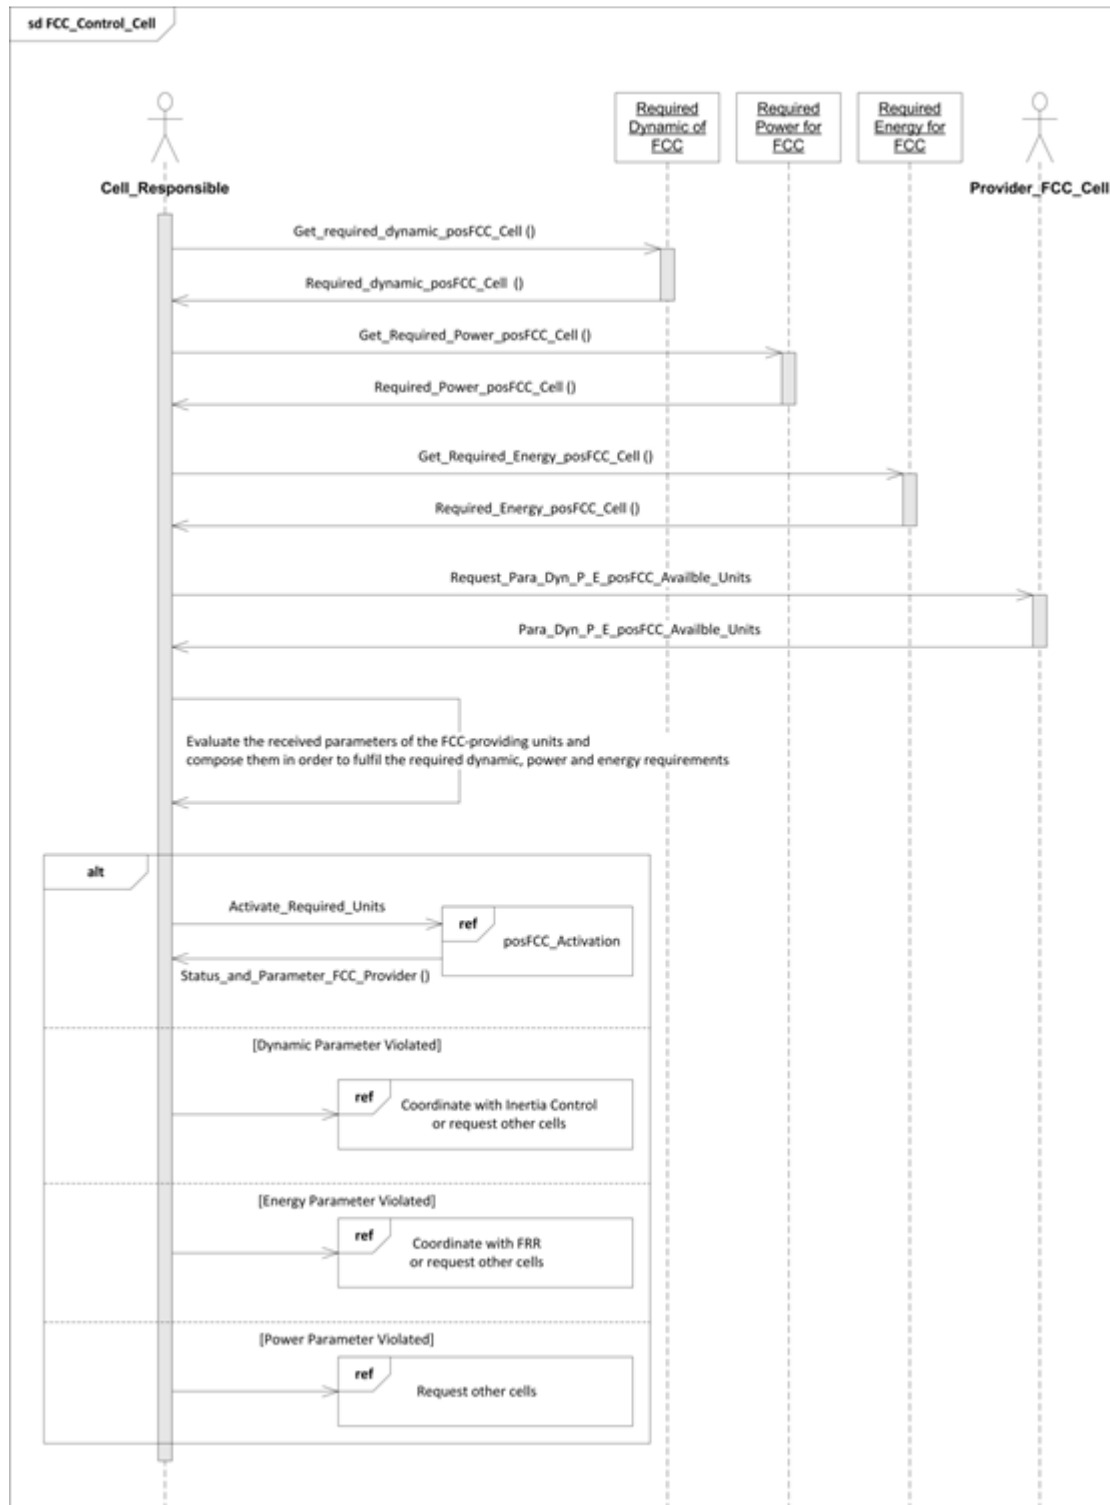 sd FCC_Control_Cell
Required
Dynamic of
FCC
Required
Power for
FCC
Required
Energy for
FCC
Cell_Responsible
Provider_FCC_Cell
Get_required_dynamic_posFCC_Cell ()
Required_dynamic_posFCC_Cell ()
Get_Required_Power_posFCC_Cell ()
Required_Power_posFCC_Cell ()
Get_Required_Energy_posFCC_Cell ()
Required_Energy_posFCC_Cell ()
Request_Para_Dyn_P_E_posFCC_Availble_Units
Para_Dyn_P_E_posFCC_Availble_Units
Evaluate the received parameters of the FCC-providing units and
compose them in order to fulfil the required dynamic, power and energy requirements
alt
Activate_Required_Units
ref
posFCC_Activation
Status_and_Parameter_FCC_Provider ()
[Dynamic Parameter Violated]
ref
Coordinate with Inertia Control
or request other cells
[Energy Parameter Violated]
ref
Coordinate with FRR
or request other cells
[Power Parameter Violated]
ref
Request other cells